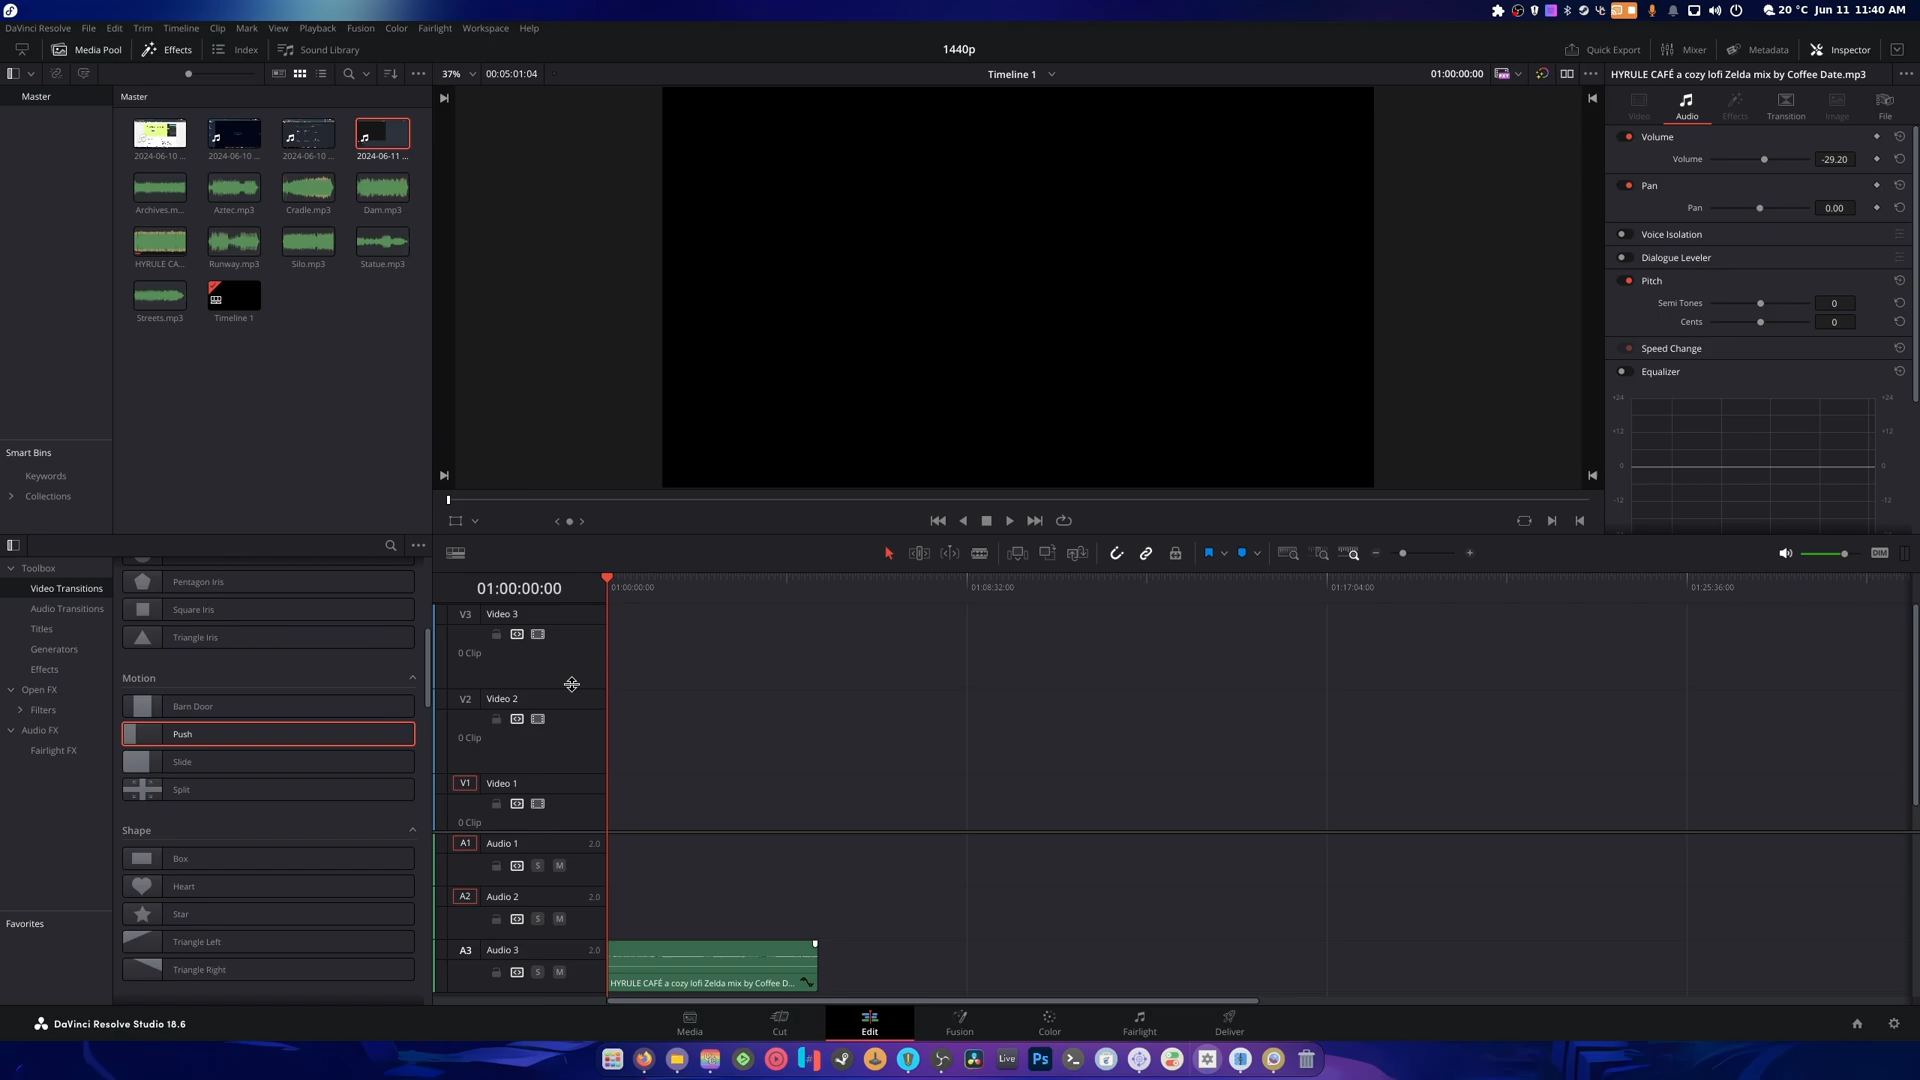 20 °C Jun 11 11:40 AM
DaVinci Resolve File Edit Trim Timeline Clip Mark View Playback Fusion Color Fairlight Workspace Help
Media Pool Effects Index Sound Library 1440p Quick Export Mixer Metadata Inspector
37% 00:05:01:04 Timeline 1 01:00:00:00 HYRULE CAFÉ a cozy lofi Zelda mix by Coffee Date.mp3
Master Master
Video Audio Effects Transition Image File
2024-06-10 ... 2024-06-10 ... 2024-06-10 ... 2024-06-11 ...
Archives.m... Aztec.mp3 Cradle.mp3 Dam.mp3
HYRULE CA... Runway.mp3 Silo.mp3 Statue.mp3
Streets.mp3 Timeline 1
Volume
Volume -29.20
Pan
Pan 0.00
Voice Isolation
Dialogue Leveler
Pitch
Semi Tones 0
Cents 0
Speed Change
Equalizer
+24 +24
+12 +12
0 0
-12 -12
Smart Bins
Keywords
Collections
Toolbox
Video Transitions
Audio Transitions
Titles
Generators
Effects
Open FX
Filters
Audio FX
Fairlight FX
Favorites
Pentagon Iris
Square Iris
Triangle Iris
Motion
Barn Door
Push
Slide
Split
Shape
Box
Heart
Star
Triangle Left
Triangle Right
DIM
01:00:00:00 01:00:00:00 01:08:32:00 01:17:04:00 01:25:36:00
V3 Video 3
0 Clip
V2 Video 2
0 Clip
V1 Video 1
0 Clip
A1 Audio 1 2.0
S M
A2 Audio 2 2.0
S M
A3 Audio 3 2.0
S M
HYRULE CAFÉ a cozy lofi Zelda mix by Coffee D...
DaVinci Resolve Studio 18.6
Media Cut Edit Fusion Color Fairlight Deliver
Live Ps